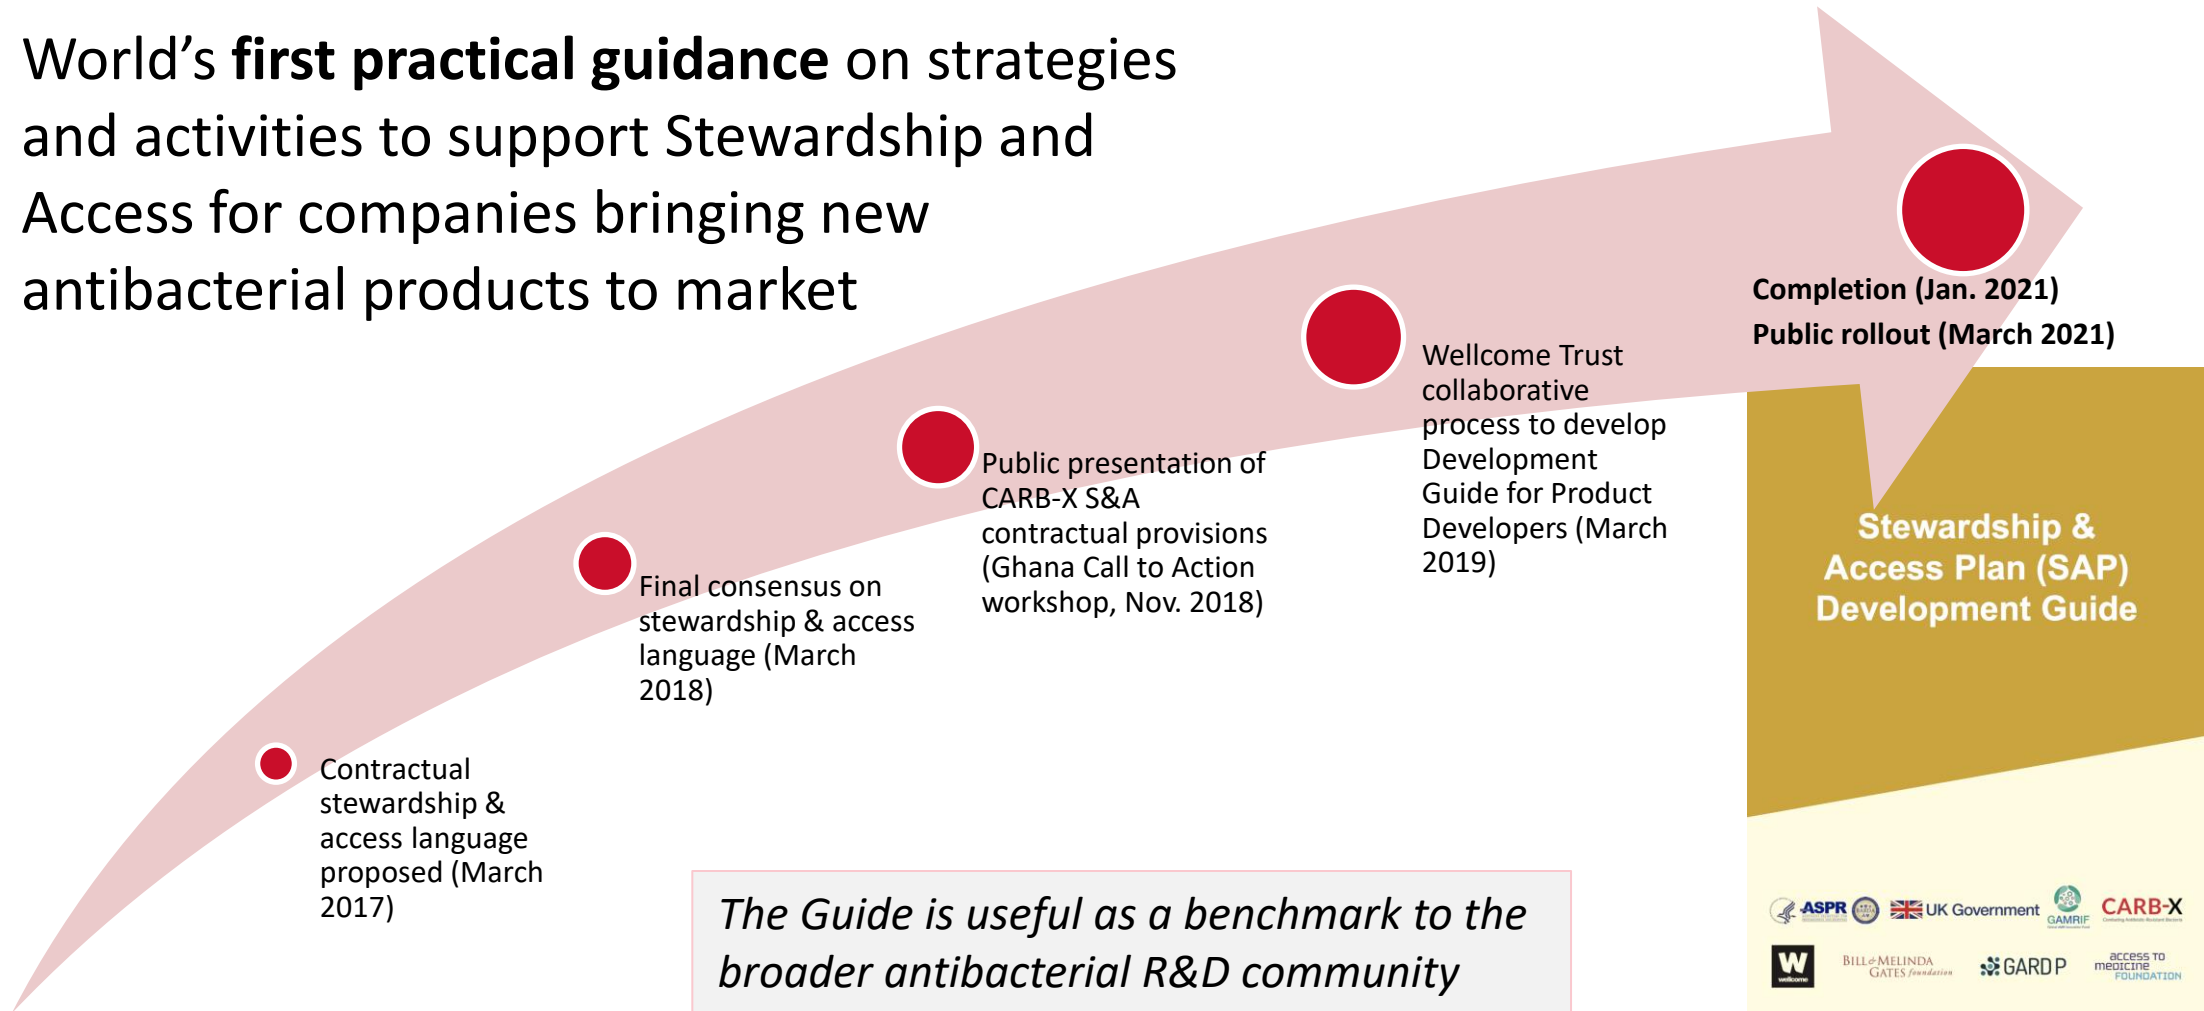 World's first practical guidance on strategies
and activities to support Stewardship and
Access for companies bringing new
antibacterial products to market
Completion (Jan. 2021)
Public rollout (March 2021)
Wellcome Trust
collaborative
process to develop
Development
Guide for Product
Developers (March
2019)
Public presentation of
CARB-X S&A
contractual provisions
(Ghana Call to Action
workshop, Nov. 2018)
Final consensus on
stewardship & access
language (March
2018)
Contractual
stewardship &
access language
proposed (March
2017)
The Guide is useful as a benchmark to the
broader antibacterial R&D community
Stewardship &
Access Plan (SAP)
Development Guide
ASPR
UK Government
GAMRIF
CARB-X
W
wellcome
BILL & MELINDA
GATES foundation
GARDP
access to
medicine
FOUNDATION